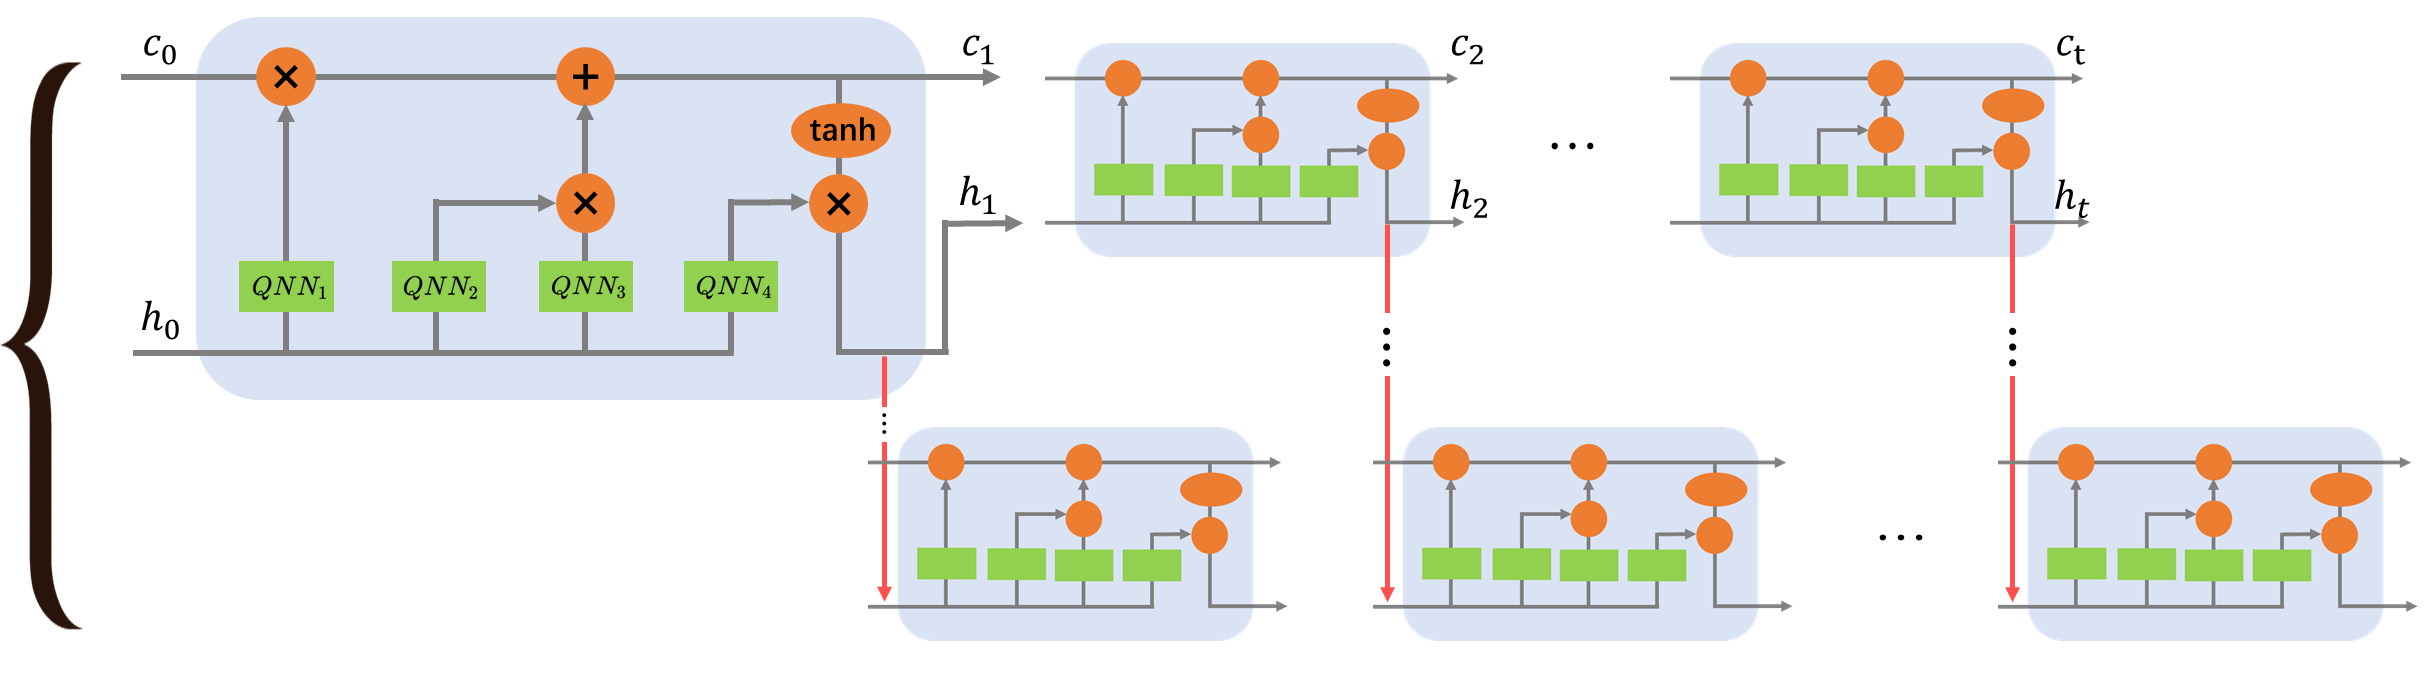 c₀ c₁ c₂ cₜ
× +
tanh
h₁ h₂ hₜ
× ×
...
QNN₁ QNN₂ QNN₃ QNN₄
h₀
...